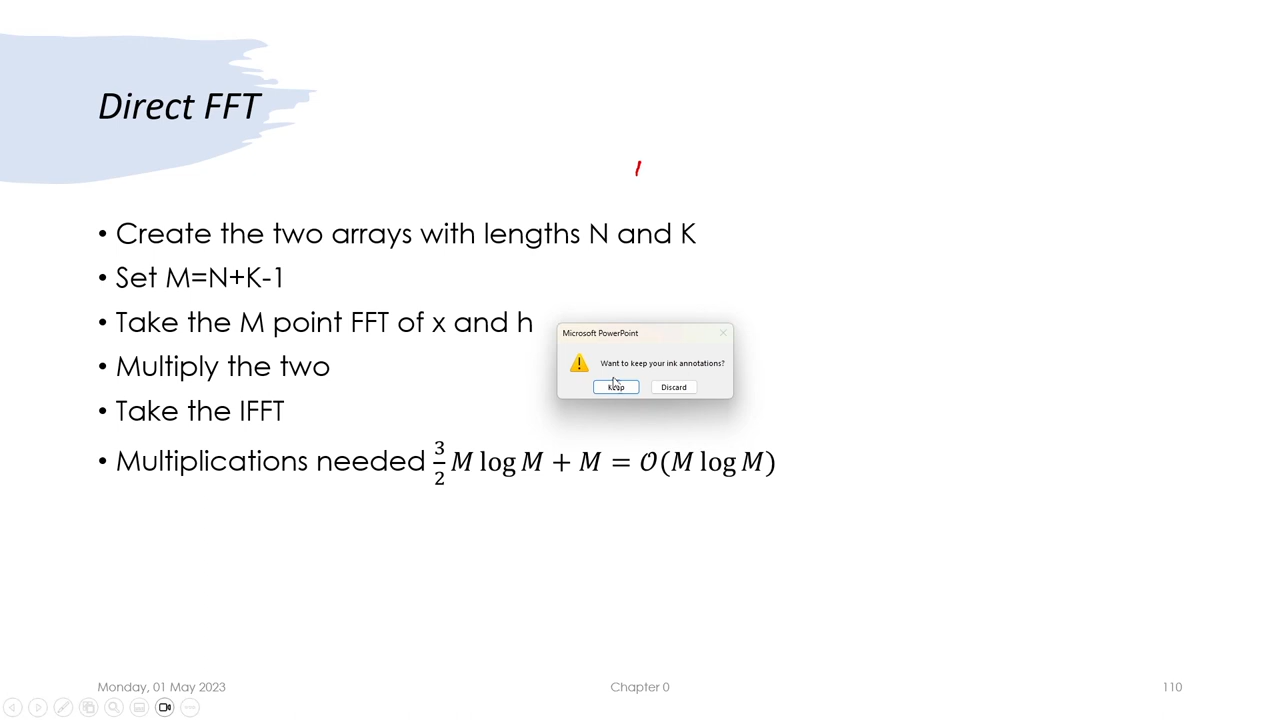 Direct FFT
• Create the two arrays with lengths N and K
• Set M=N+K-1
• Take the M point FFT of x and h
• Multiply the two
• Take the IFFT
• Multiplications needed 3/2 M log M + M = 𝒪(M log M)
Microsoft PowerPoint
Want to keep your ink annotations?
Keep Discard
Monday, 01 May 2023 Chapter 0 110